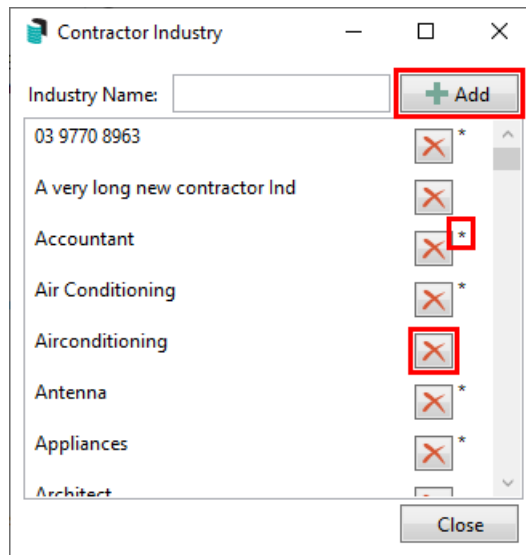 Contractor Industry
Industry Name:
Add
03 9770 8963 *
A very long new contractor Ind
Accountant *
Air Conditioning *
Airconditioning
Antenna *
Appliances *
Architect
Close